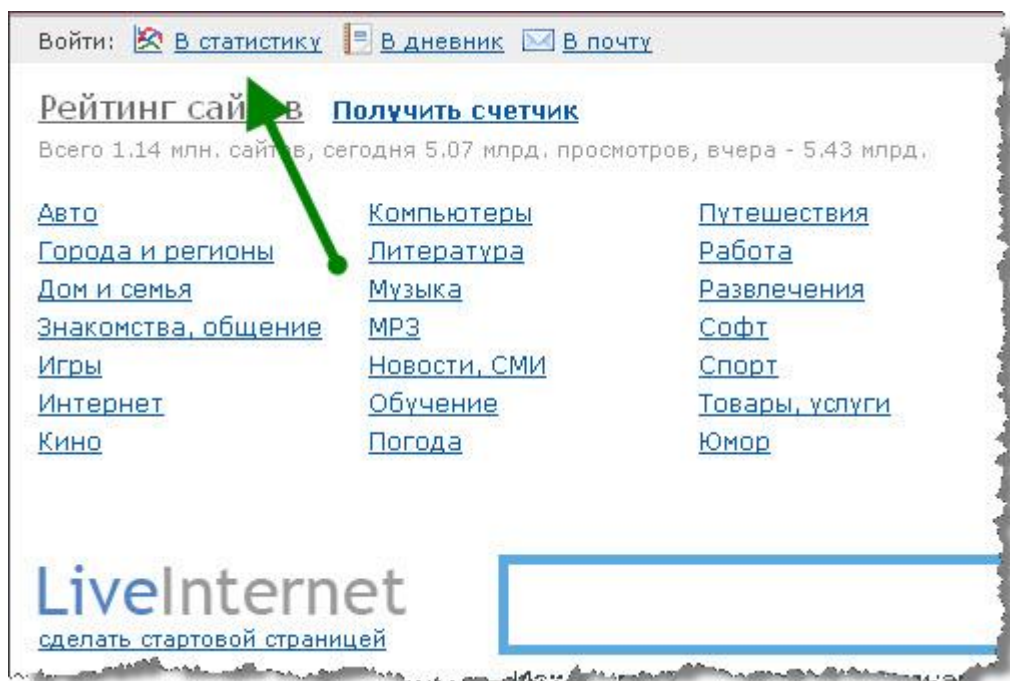 Войти: В статистику В дневник В почту
Рейтинг сайтов Получить счетчик
Всего 1.14 млн. сайтов, сегодня 5.07 млрд. просмотров, вчера - 5.43 млрд.
Авто Компьютеры Путешествия
Города и регионы Литература Работа
Дом и семья Музыка Развлечения
Знакомства, общение MP3 Софт
Игры Новости, СМИ Спорт
Интернет Обучение Товары, услуги
Кино Погода Юмор
LiveInternet
сделать стартовой страницей